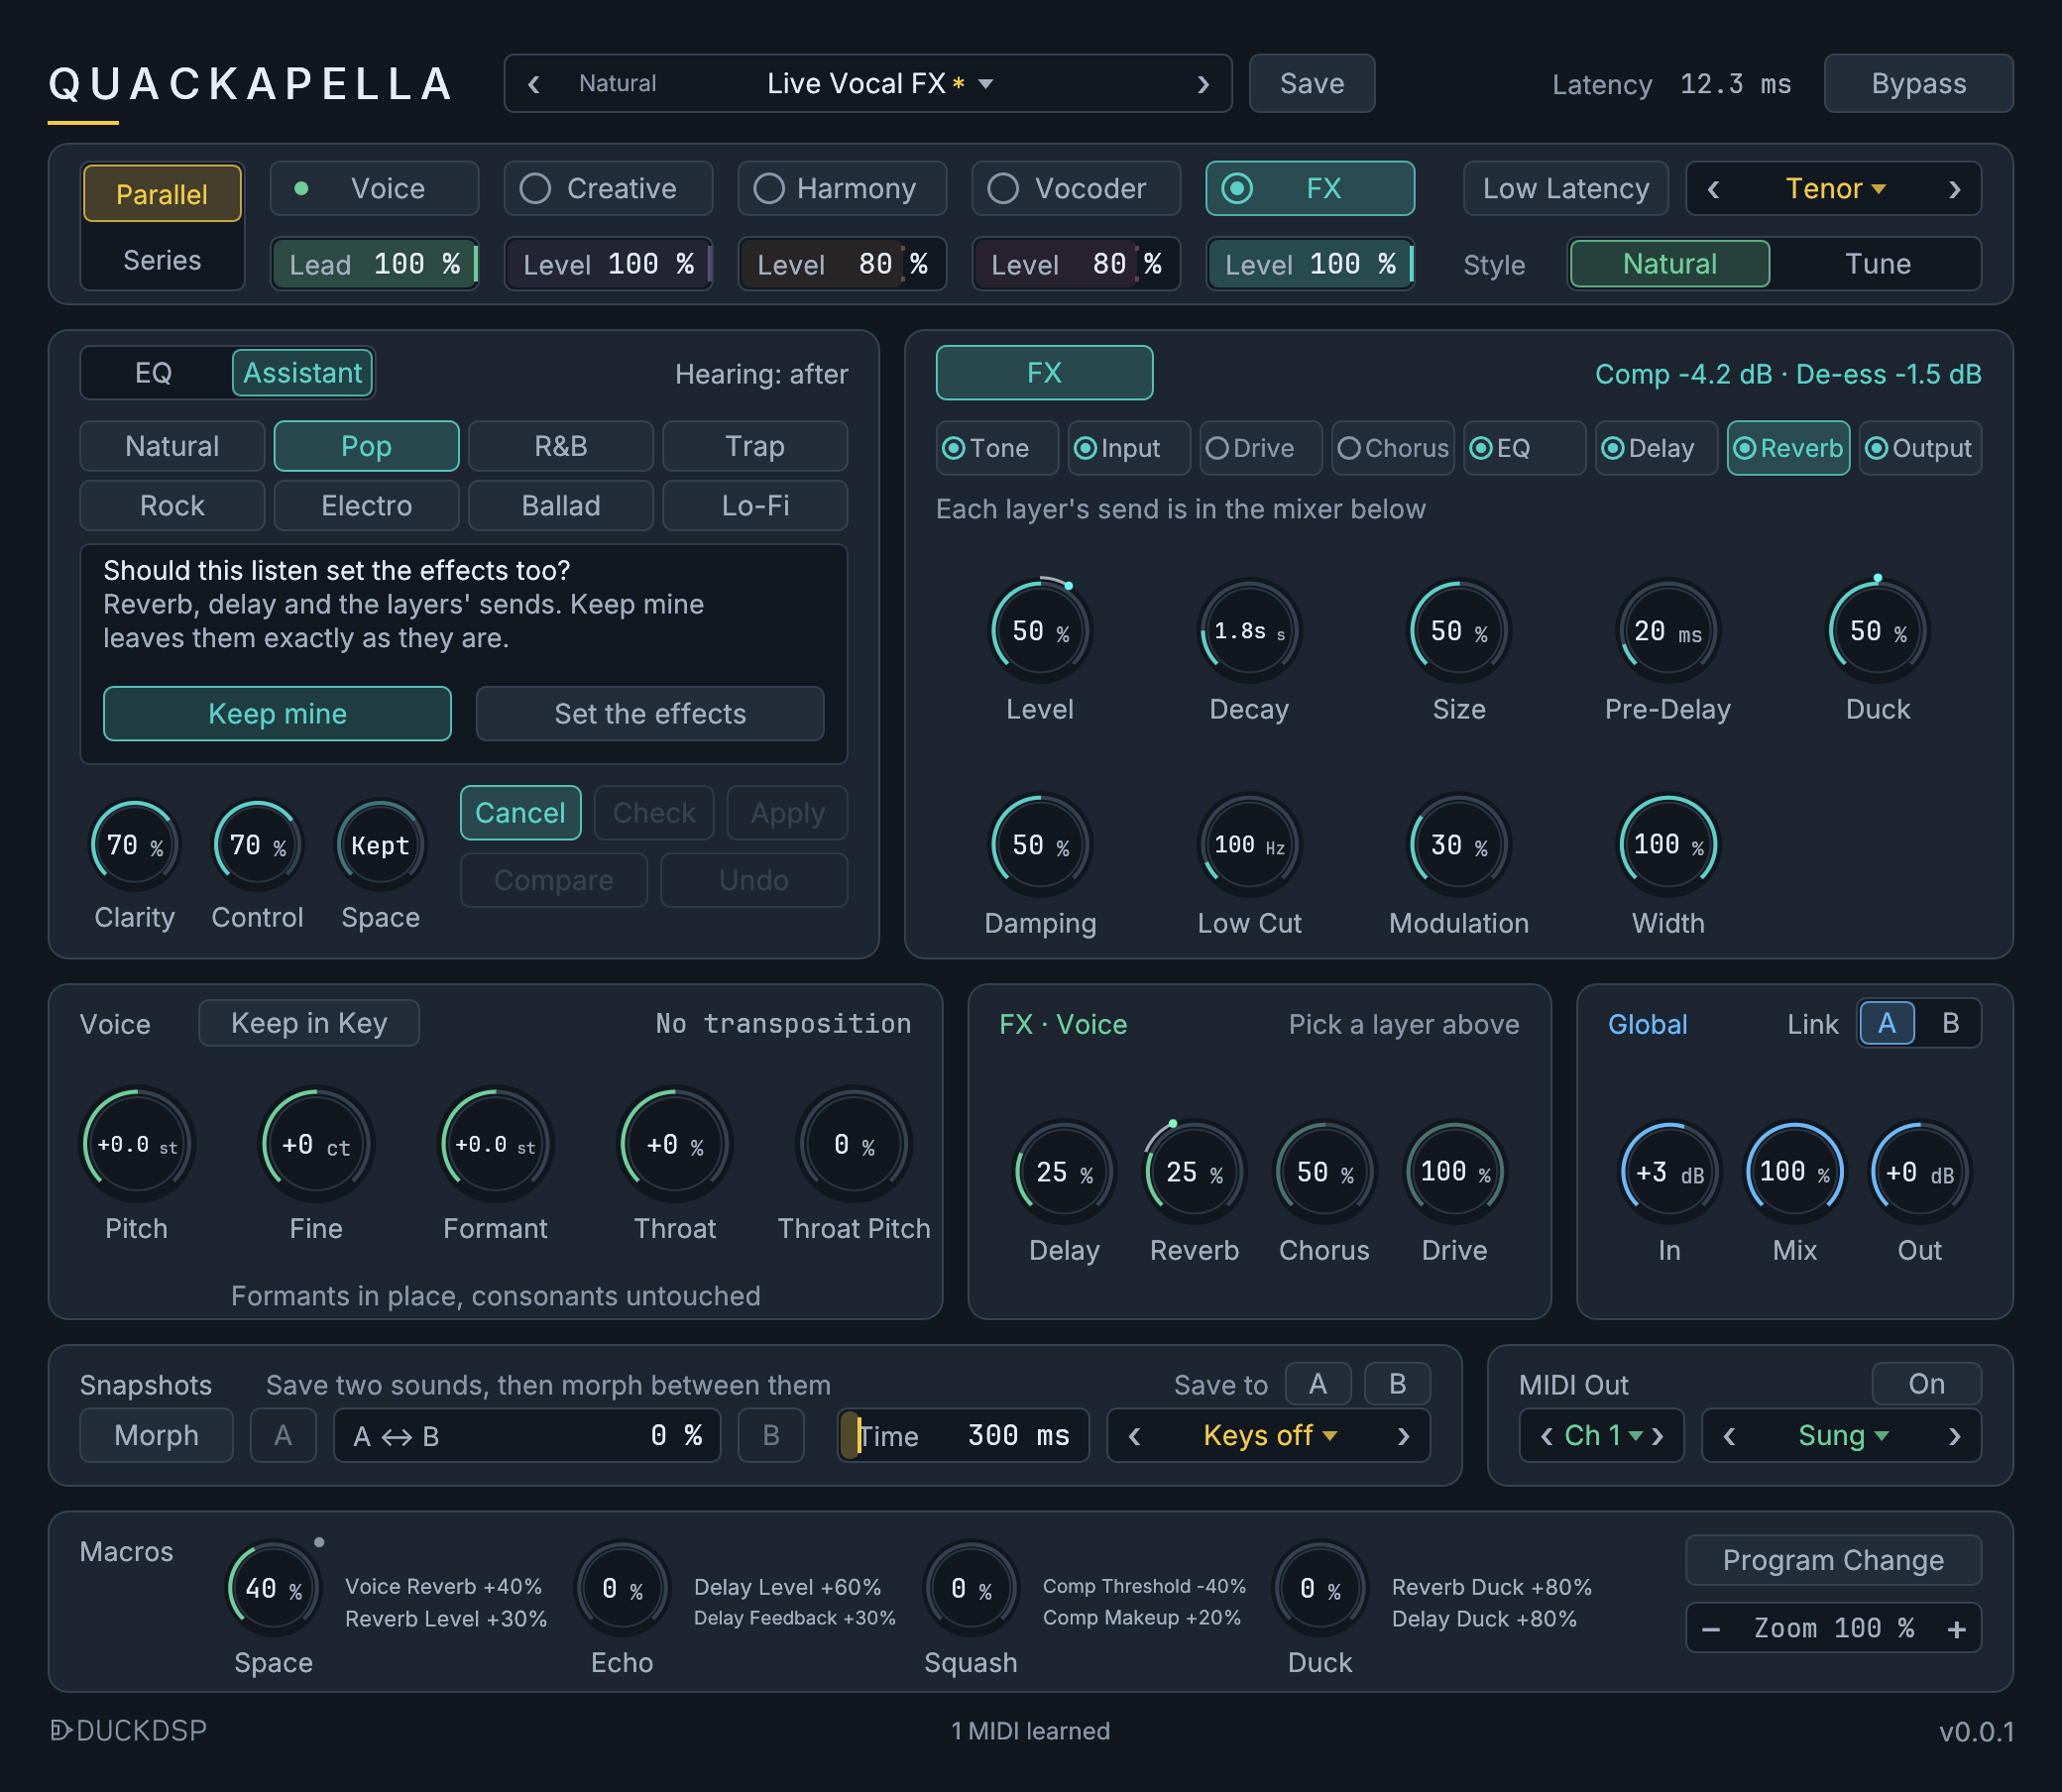 QUACKAPELLA
‹ Natural Live Vocal FX * ›
Save
Latency 12.3 ms
Bypass
Parallel
Voice
Creative
Harmony
Vocoder
FX
Low Latency
‹ Tenor ›
Series
Lead 100 %
Level 100 %
Level 80 %
Level 80 %
Level 100 %
Style
Natural
Tune
EQ
Assistant
Hearing: after
Natural
Pop
R&B
Trap
Rock
Electro
Ballad
Lo-Fi
Should this listen set the effects too?
Reverb, delay and the layers' sends. Keep mine
leaves them exactly as they are.
Keep mine
Set the effects
70 %
70 %
Kept
Clarity
Control
Space
Cancel
Check
Apply
Compare
Undo
FX
Comp -4.2 dB · De-ess -1.5 dB
Tone
Input
Drive
Chorus
EQ
Delay
Reverb
Output
Each layer's send is in the mixer below
50 %
1.8s s
50 %
20 ms
50 %
Level
Decay
Size
Pre-Delay
Duck
50 %
100 Hz
30 %
100 %
Damping
Low Cut
Modulation
Width
Voice
Keep in Key
No transposition
+0.0 st
+0 ct
+0.0 st
+0 %
0 %
Pitch
Fine
Formant
Throat
Throat Pitch
Formants in place, consonants untouched
FX · Voice
Pick a layer above
25 %
25 %
50 %
100 %
Delay
Reverb
Chorus
Drive
Global
Link
A
B
+3 dB
100 %
+0 dB
In
Mix
Out
Snapshots
Save two sounds, then morph between them
Save to
A
B
Morph
A
A ↔ B 0 %
B
Time 300 ms
‹ Keys off ›
MIDI Out
On
‹ Ch 1 ›
‹ Sung ›
Macros
40 %
Space
Voice Reverb +40%
Reverb Level +30%
0 %
Echo
Delay Level +60%
Delay Feedback +30%
0 %
Squash
Comp Threshold -40%
Comp Makeup +20%
0 %
Duck
Reverb Duck +80%
Delay Duck +80%
Program Change
− Zoom 100 % +
DUCKDSP
1 MIDI learned
v0.0.1